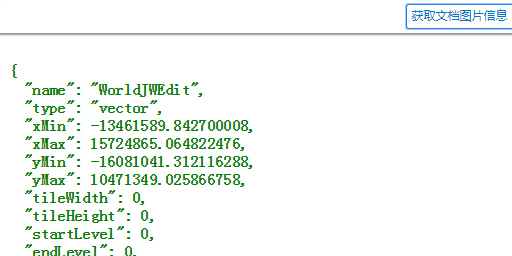 获取文档图片信息
{
"name": "WorldJWEdit",
"type": "vector",
"xMin": -13461589.842700008,
"xMax": 15724865.064822476,
"yMin": -16081041.312116288,
"yMax": 10471349.025866758,
"tileWidth": 0,
"tileHeight": 0,
"startLevel": 0,
"endLevel": 0,